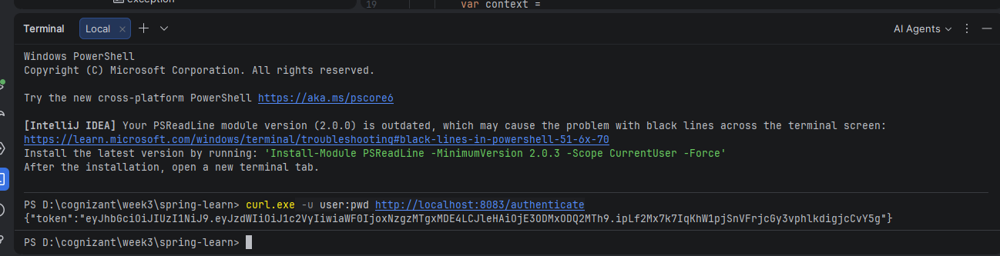 exception
19 var context =
Terminal Local × + AI Agents
Windows PowerShell
Copyright (C) Microsoft Corporation. All rights reserved.
Try the new cross-platform PowerShell https://aka.ms/pscore6
[IntelliJ IDEA] Your PSReadLine module version (2.0.0) is outdated, which may cause the problem with black lines across the terminal screen:
https://learn.microsoft.com/windows/terminal/troubleshooting#black-lines-in-powershell-51-6x-70
Install the latest version by running: 'Install-Module PSReadLine -MinimumVersion 2.0.3 -Scope CurrentUser -Force'
After the installation, open a new terminal tab.
PS D:\cognizant\week3\spring-learn> curl.exe -u user:pwd http://localhost:8083/authenticate
{"token":"eyJhbGciOiJIUzI1NiJ9.eyJzdWIiOiJ1c2VyIiwiaWF0IjoxNzgzMTgxMDE4LCJleHAiOjE3ODMxODQ2MTh9.ipLf2Mx7k7IqKhW1pjSnVFrjcGy3vphlkdigjcCvY5g"}
PS D:\cognizant\week3\spring-learn>